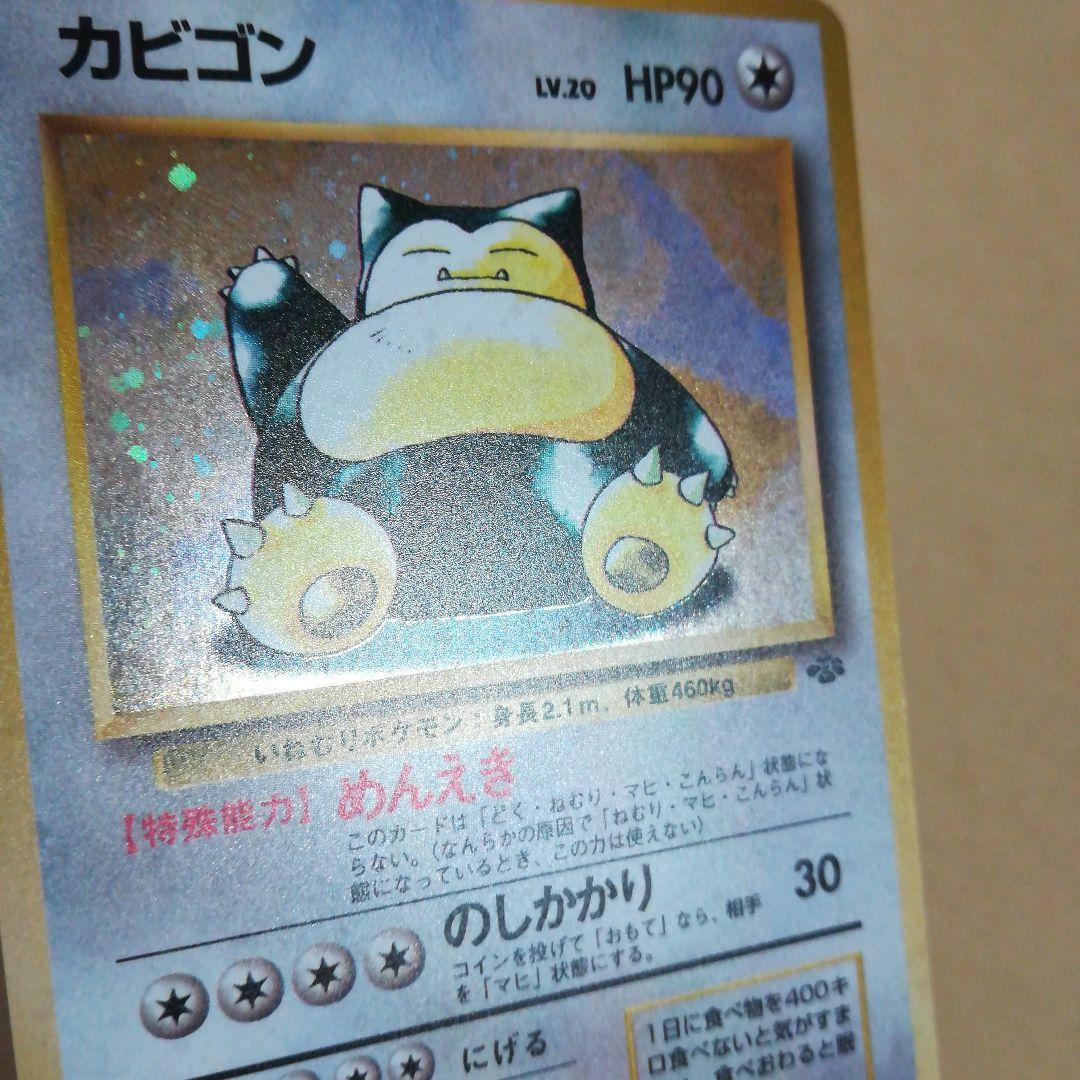 カビゴン
LV.20 HP90
いねむりポケモン：身長2.1m、体重460kg
【特殊能力】めんえき
このカードは「どく・ねむり・マヒ・こんらん」状態にな
らない。（なんらかの原因で「ねむり・マヒ・こんらん」状
態になっているとき、この力は使えない）
のしかかり 30
コインを投げて「おもて」なら、相手
を「マヒ」状態にする。
にげる
1日に食べ物を400キ
ロ食べないと気がすま
食べおわると眠